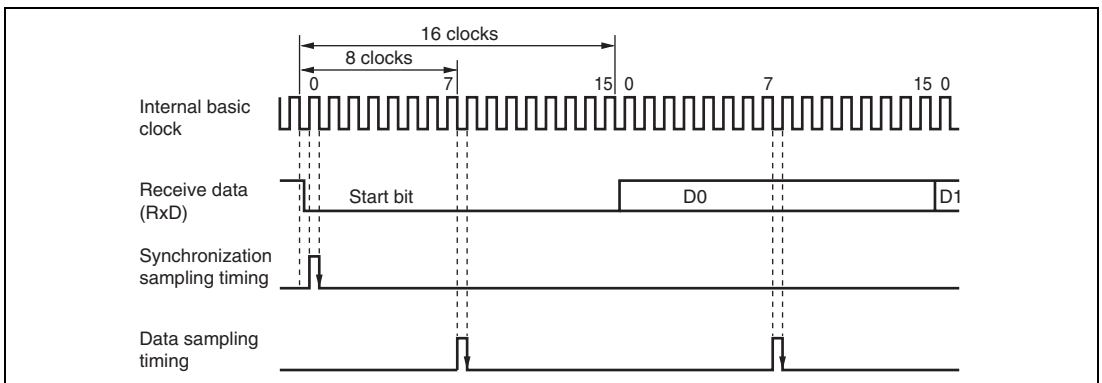 16 clocks
8 clocks
0 7 15 0 7 15 0
Internal basic
clock
Receive data
(RxD)
Start bit D0 D1
Synchronization
sampling timing
Data sampling
timing